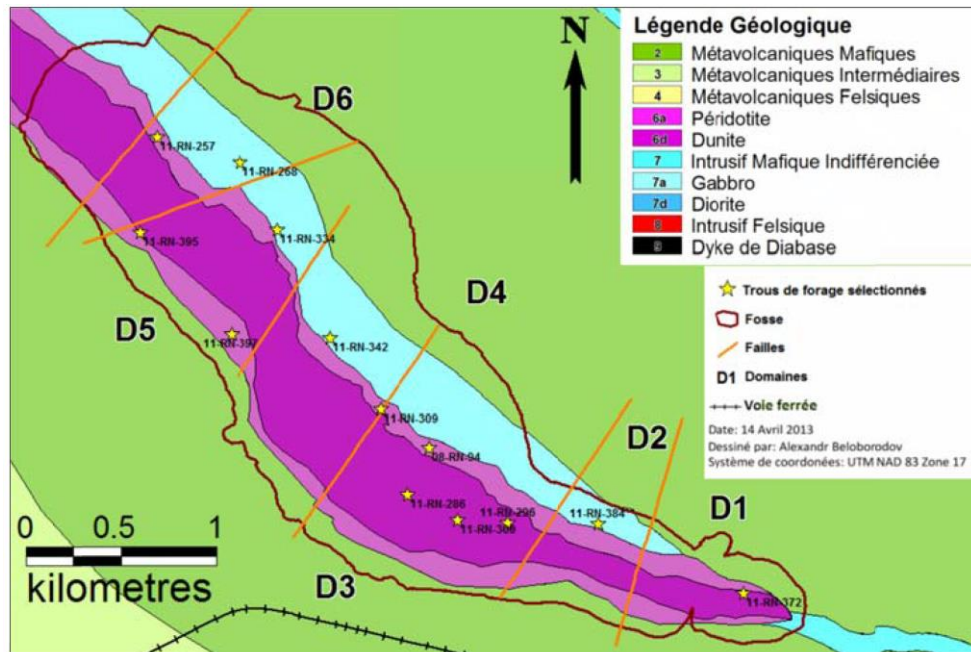 N
Légende Géologique
2 Métavolcaniques Mafiques
3 Métavolcaniques Intermédiaires
4 Métavolcaniques Felsiques
6a Péridotite
6d Dunite
7 Intrusif Mafique Indifférenciée
7a Gabbro
7d Diorite
8 Intrusif Felsique
9 Dyke de Diabase
Trous de forage sélectionnés
Fosse
Failles
D1 Domaines
Voie ferrée
Date: 14 Avril 2013
Dessiné par: Alexandr Beloborodov
Système de coordonées: UTM NAD 83 Zone 17
D6
11-RN-257
11-RN-268
11-RN-395
11-RN-334
D4
D5
11-RN-397
11-RN-342
11-RN-309
08-RN-94
D2
11-RN-286
11-RN-296
11-RN-300
11-RN-384
D1
D3
11-RN-372
0 0.5 1
kilometres